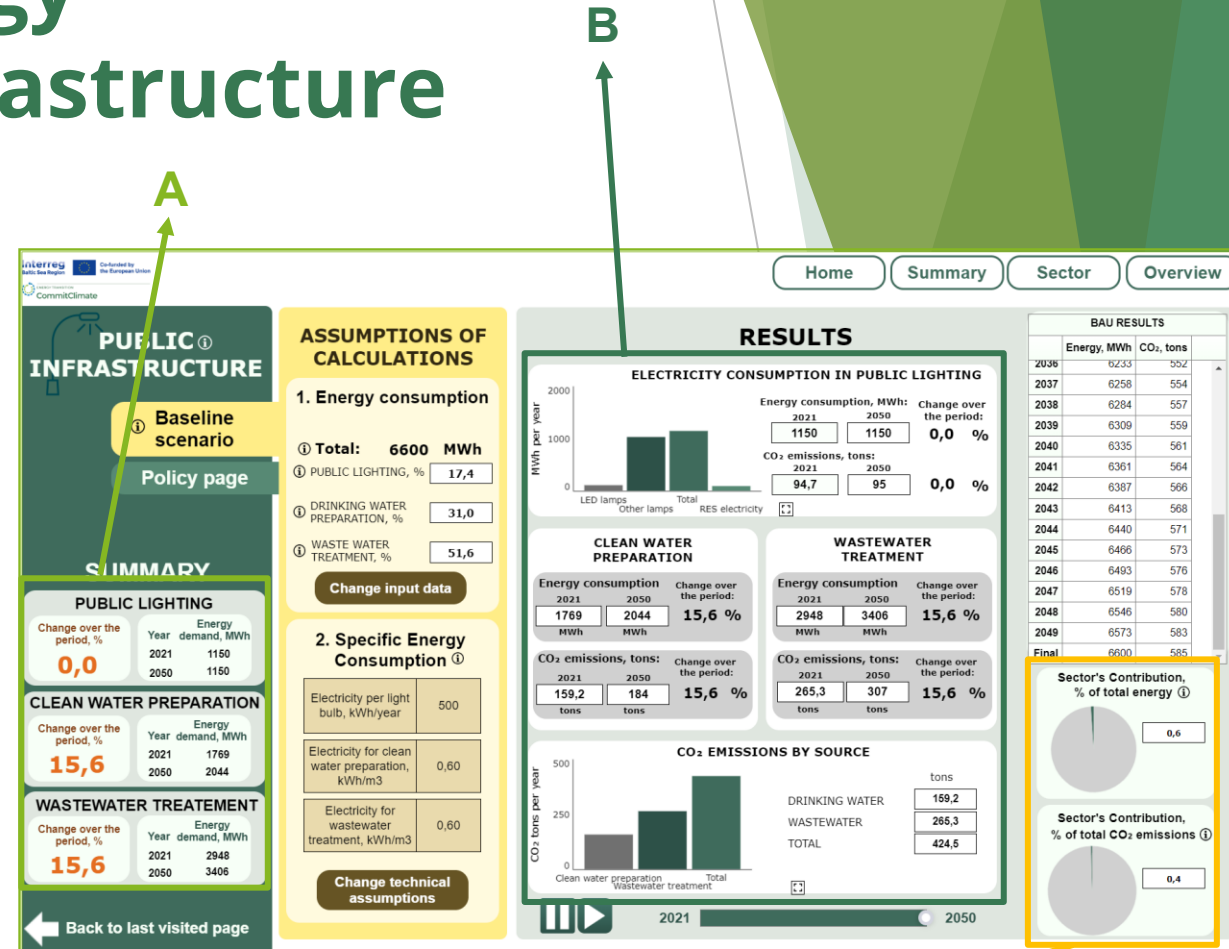 gy
astructure
B
A
Interreg
Baltic Sea Region
Co-funded by
the European Union
ENERGY TRANSITION
CommitClimate
Home
Summary
Sector
Overview
PUBLIC
INFRASTRUCTURE
Baseline
scenario
Policy page
SUMMARY
PUBLIC LIGHTING
Change over the
period, %
0,0
Energy
Year demand, MWh
2021 1150
2050 1150
CLEAN WATER PREPARATION
Change over the
period, %
15,6
Energy
Year demand, MWh
2021 1769
2050 2044
WASTEWATER TREATEMENT
Change over the
period, %
15,6
Energy
Year demand, MWh
2021 2948
2050 3406
Back to last visited page
ASSUMPTIONS OF
CALCULATIONS
1. Energy consumption
Total: 6600 MWh
PUBLIC LIGHTING, % 17,4
DRINKING WATER
PREPARATION, % 31,0
WASTE WATER
TREATMENT, % 51,6
Change input data
2. Specific Energy
Consumption
Electricity per light
bulb, kWh/year 500
Electricity for clean
water preparation,
kWh/m3 0,60
Electricity for
wastewater
treatment, kWh/m3 0,60
Change technical
assumptions
RESULTS
ELECTRICITY CONSUMPTION IN PUBLIC LIGHTING
MWh per year
2000
1000
0
LED lamps
Other lamps
Total
RES electricity
Energy consumption, MWh:
2021 2050
1150 1150
Change over
the period:
0,0 %
CO₂ emissions, tons:
2021 2050
94,7 95
0,0 %
CLEAN WATER
PREPARATION
Energy consumption
2021 2050
1769 2044
MWh MWh
Change over
the period:
15,6 %
CO₂ emissions, tons:
2021 2050
159,2 184
tons tons
Change over
the period:
15,6 %
WASTEWATER
TREATMENT
Energy consumption
2021 2050
2948 3406
MWh MWh
Change over
the period:
15,6 %
CO₂ emissions, tons:
2021 2050
265,3 307
tons tons
Change over
the period:
15,6 %
CO₂ EMISSIONS BY SOURCE
CO₂ tons per year
500
250
0
Clean water preparation
Wastewater treatment
Total
tons
DRINKING WATER 159,2
WASTEWATER 265,3
TOTAL 424,5
2021 2050
BAU RESULTS
Energy, MWh CO₂, tons
2036 6233 552
2037 6258 554
2038 6284 557
2039 6309 559
2040 6335 561
2041 6361 564
2042 6387 566
2043 6413 568
2044 6440 571
2045 6466 573
2046 6493 576
2047 6519 578
2048 6546 580
2049 6573 583
Final 6600 585
Sector's Contribution,
% of total energy
0,6
Sector's Contribution,
% of total CO₂ emissions
0,4